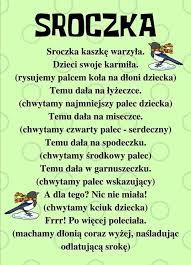 SROCZKA
Sroczka kaszkę warzyła.
Dzieci swoje karmiła.
(rysujemy palcem koła na dłoni dziecka)
Temu dała na łyżeczce.
(chwytamy najmniejszy palec dziecka)
Temu dała na miseczce.
(chwytamy czwarty palec - serdeczny)
Temu dała na spodeczku.
(chwytamy środkowy palec)
Temu dała w garnuszeczku.
(chwytamy palec wskazujący)
A dla tego? Nic nie miała!
(chwytamy kciuk dziecka)
Frrr! Po więcej poleciała.
(machamy dłonią coraz wyżej, naśladując
odlatującą srokę)